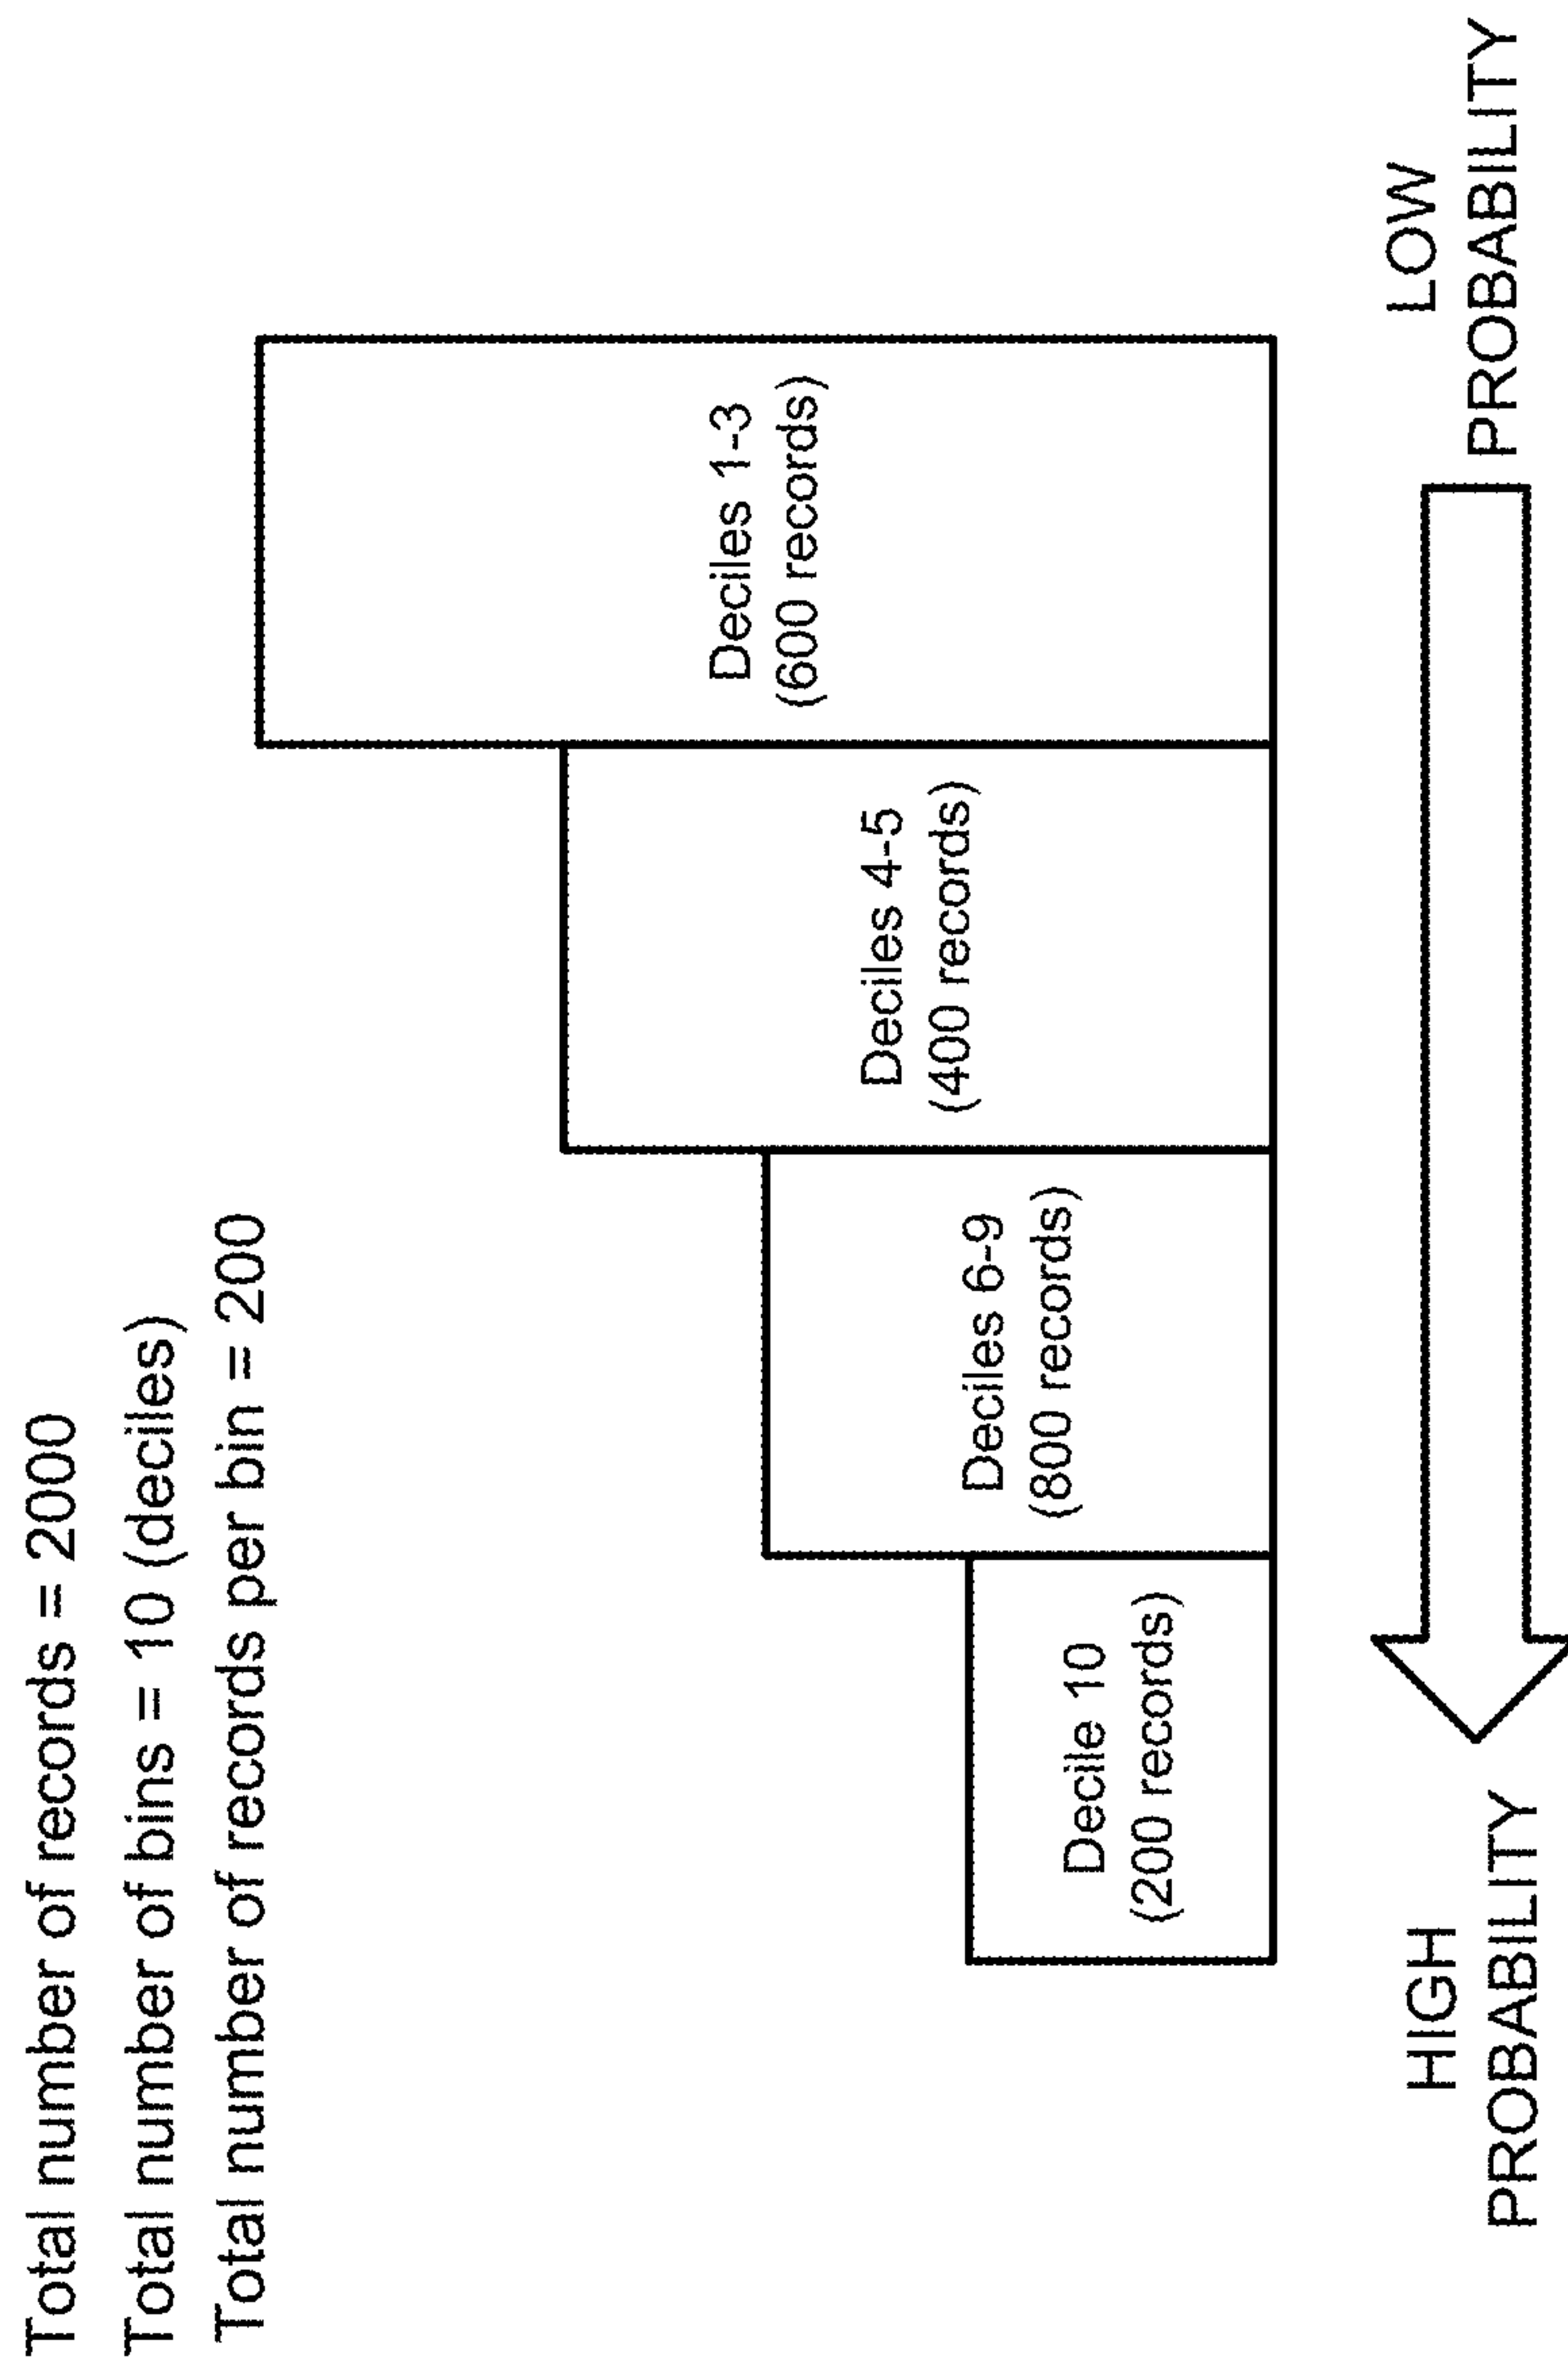 Total number of records = 2000
Total number of bins = 10 (deciles)
Total number of records per bin = 200
Decile 10
(200 records)
Deciles 6-9
(800 records)
Deciles 4-5
(400 records)
Deciles 1-3
(600 records)
HIGH
PROBABILITY
LOW
PROBABILITY